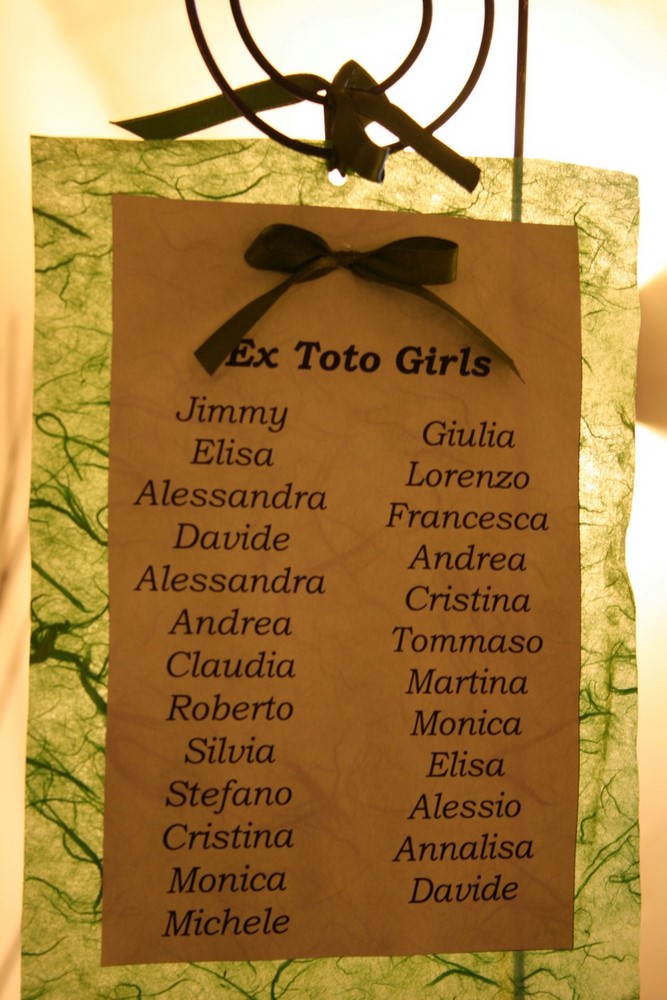 Ex Toto Girls
Jimmy
Elisa
Alessandra
Davide
Alessandra
Andrea
Claudia
Roberto
Silvia
Stefano
Cristina
Monica
Michele
Giulia
Lorenzo
Francesca
Andrea
Cristina
Tommaso
Martina
Monica
Elisa
Alessio
Annalisa
Davide